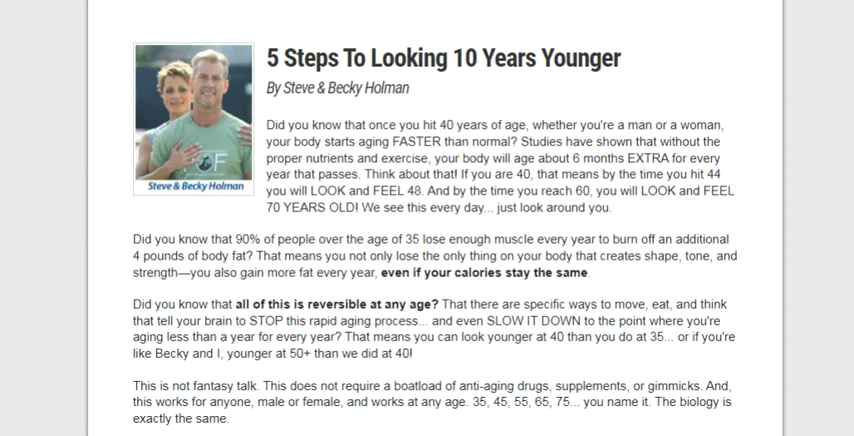 5 Steps To Looking 10 Years Younger
By Steve & Becky Holman
Steve & Becky Holman
Did you know that once you hit 40 years of age, whether you're a man or a woman,
your body starts aging FASTER than normal? Studies have shown that without the
proper nutrients and exercise, your body will age about 6 months EXTRA for every
year that passes. Think about that! If you are 40, that means by the time you hit 44
you will LOOK and FEEL 48. And by the time you reach 60, you will LOOK and FEEL
70 YEARS OLD! We see this every day... just look around you.
Did you know that 90% of people over the age of 35 lose enough muscle every year to burn off an additional
4 pounds of body fat? That means you not only lose the only thing on your body that creates shape, tone, and
strength—you also gain more fat every year, even if your calories stay the same.
Did you know that all of this is reversible at any age? That there are specific ways to move, eat, and think
that tell your brain to STOP this rapid aging process... and even SLOW IT DOWN to the point where you're
aging less than a year for every year? That means you can look younger at 40 than you do at 35... or if you're
like Becky and I, younger at 50+ than we did at 40!
This is not fantasy talk. This does not require a boatload of anti-aging drugs, supplements, or gimmicks. And,
this works for anyone, male or female, and works at any age. 35, 45, 55, 65, 75... you name it. The biology is
exactly the same.